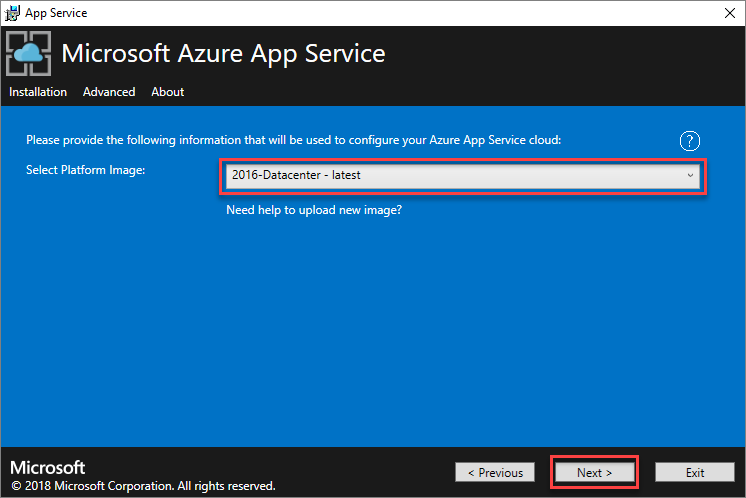 App Service
Microsoft Azure App Service
Installation Advanced About
Please provide the following information that will be used to configure your Azure App Service cloud: ?
Select Platform Image: 2016-Datacenter - latest
Need help to upload new image?
Microsoft
© 2018 Microsoft Corporation. All rights reserved.
< Previous Next > Exit